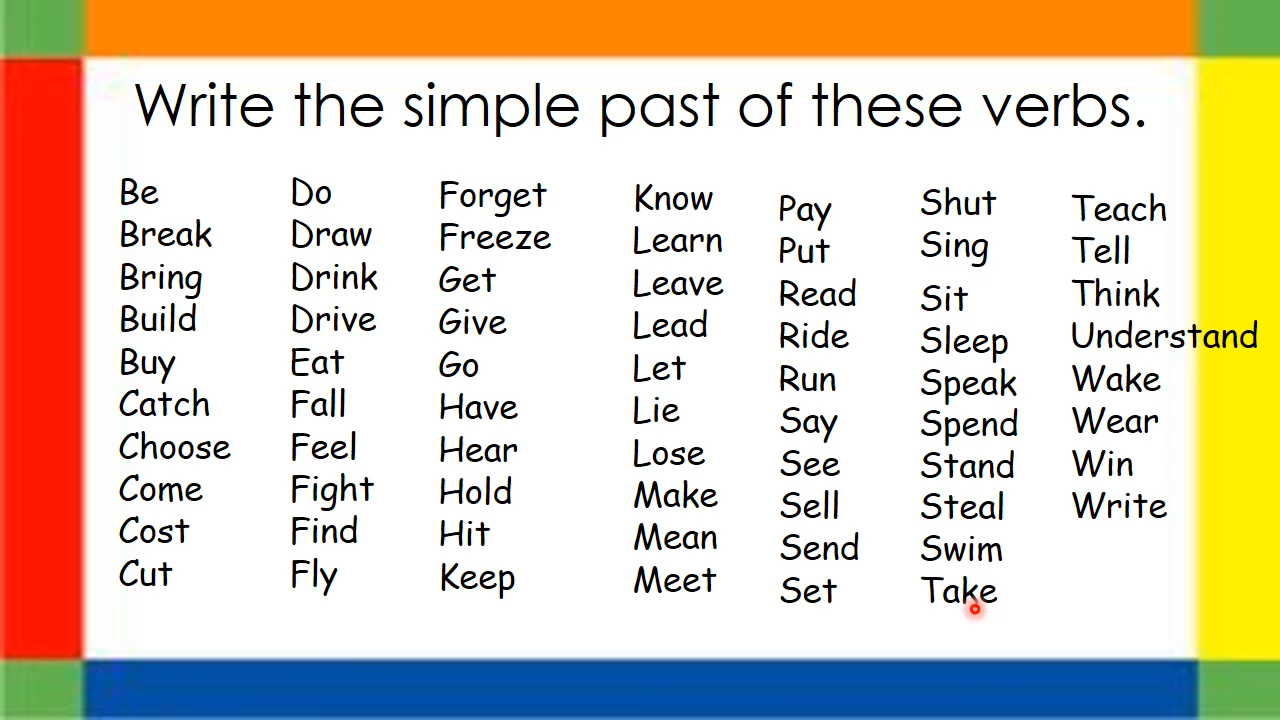 Write the simple past of these verbs.
Be
Break
Bring
Build
Buy
Catch
Choose
Come
Cost
Cut
Do
Draw
Drink
Drive
Eat
Fall
Feel
Fight
Find
Fly
Forget
Freeze
Get
Give
Go
Have
Hear
Hold
Hit
Keep
Know
Learn
Leave
Lead
Let
Lie
Lose
Make
Mean
Meet
Pay
Put
Read
Ride
Run
Say
See
Sell
Send
Set
Shut
Sing
Sit
Sleep
Speak
Spend
Stand
Steal
Swim
Take
Teach
Tell
Think
Understand
Wake
Wear
Win
Write